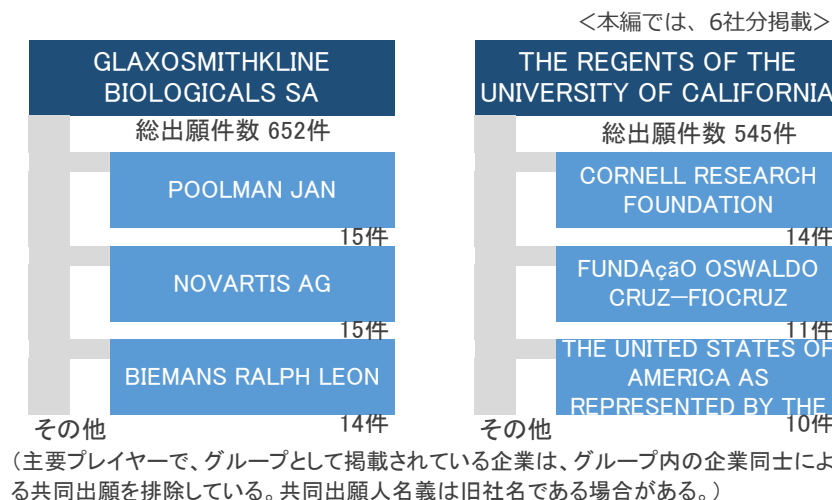 <本編では、6社分掲載>
GLAXOSMITHKLINE
BIOLOGICALS SA
総出願件数 652件
POOLMAN JAN
15件
NOVARTIS AG
15件
BIEMANS RALPH LEON
14件
その他
THE REGENTS OF THE
UNIVERSITY OF CALIFORNIA
総出願件数 545件
CORNELL RESEARCH
FOUNDATION
14件
FUNDAçãO OSWALDO
CRUZ–FIOCRUZ
11件
THE UNITED STATES OF
AMERICA AS
REPRESENTED BY THE
10件
その他
(主要プレイヤーで、グループとして掲載されている企業は、グループ内の企業同士によ
る共同出願を排除している。共同出願人名義は旧社名である場合がある。)